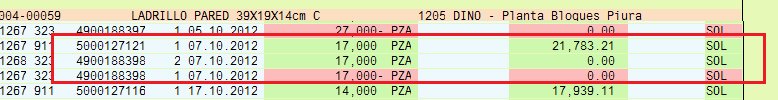 004-00059 LADRILLO PARED 39X19X14cm C 1205 DINO - Planta Bloques Piura
1267 323 4900188397 1 05.10.2012 27,000- PZA 0.00 SOL
1267 911 5000127121 1 07.10.2012 17,000 PZA 21,783.21 SOL
1268 323 4900188398 2 07.10.2012 17,000 PZA 0.00 SOL
1267 323 4900188398 1 07.10.2012 17,000- PZA 0.00 SOL
1267 911 5000127116 1 17.10.2012 14,000 PZA 17,939.11 SOL